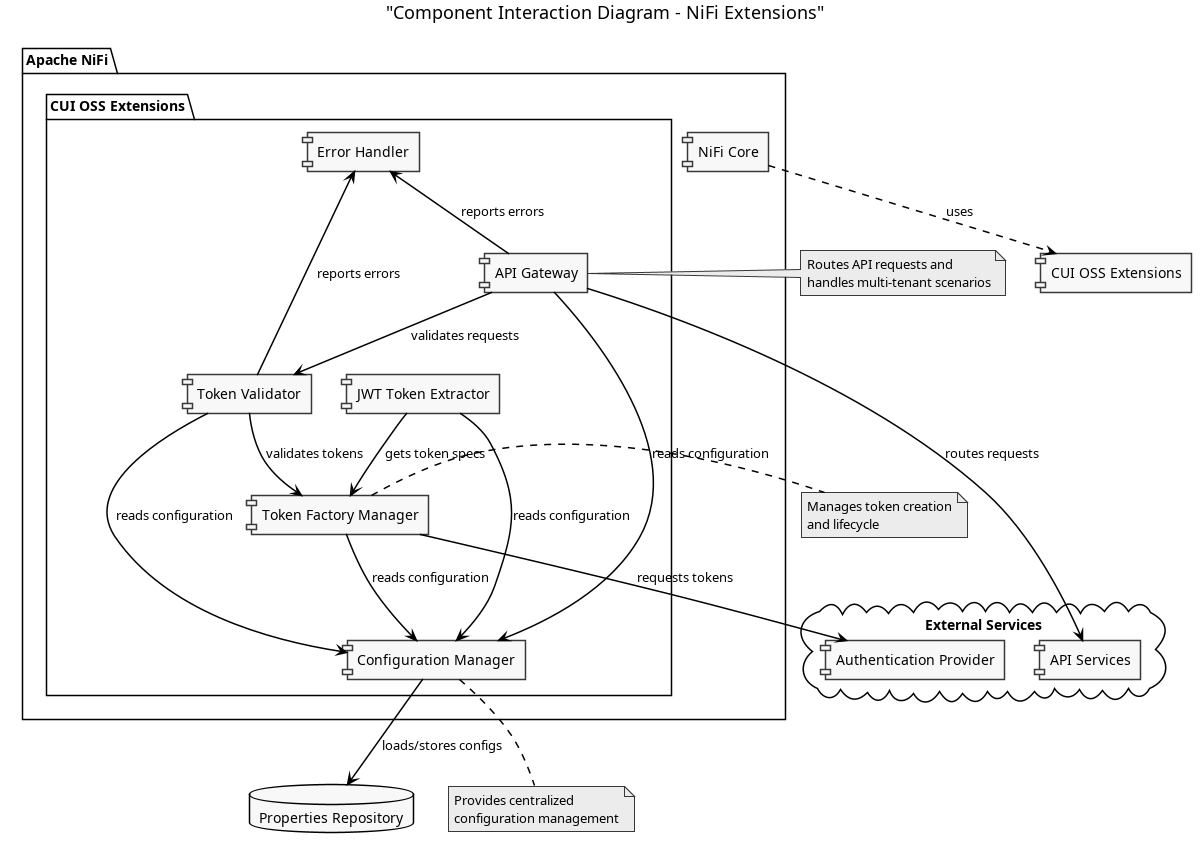 "Component Interaction Diagram - NiFi Extensions"
Apache NiFi
CUI OSS Extensions
Error Handler
NiFi Core
reports errors
uses
API Gateway
Routes API requests and
handles multi-tenant scenarios
CUI OSS Extensions
reports errors
validates requests
Token Validator
JWT Token Extractor
validates tokens
gets token specs
reads configuration
routes requests
Token Factory Manager
Manages token creation
and lifecycle
reads configuration
reads configuration
reads configuration
requests tokens
External Services
Configuration Manager
Authentication Provider
API Services
loads/stores configs
Properties Repository
Provides centralized
configuration management